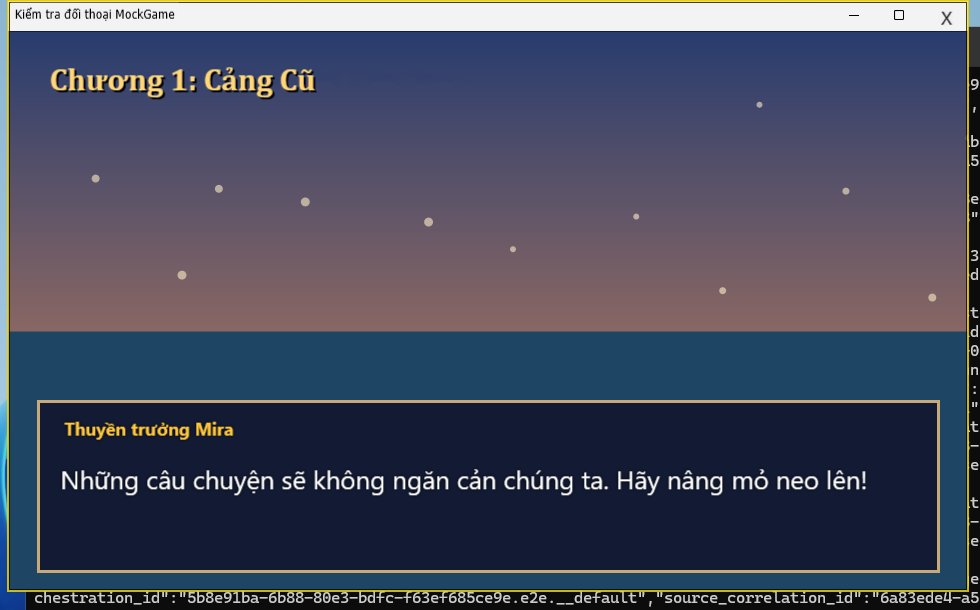 Kiểm tra đối thoại MockGame
Chương 1: Cảng Cũ
Thuyền trưởng Mira
Những câu chuyện sẽ không ngăn cản chúng ta. Hãy nâng mỏ neo lên!
chestration_id":"5b8e91ba-6b88-80e3-bdfc-f63ef685ce9e.e2e.__default","source_correlation_id":"6a83ede4-a8